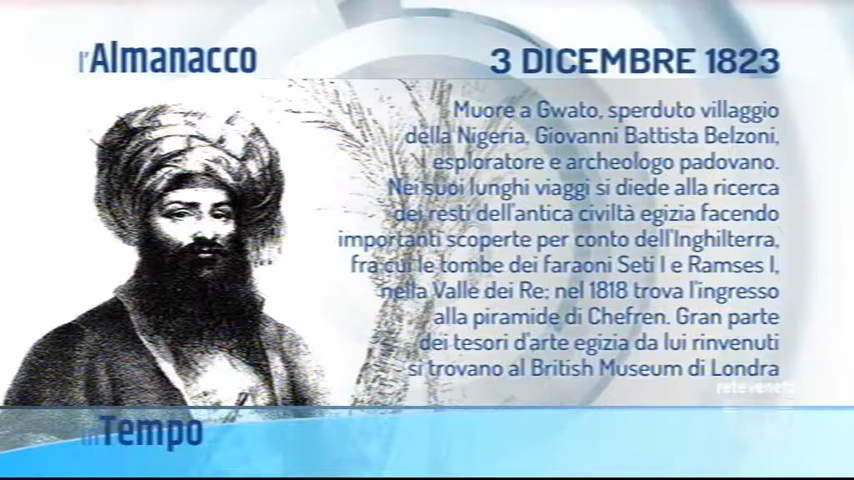 l'Almanacco
3 DICEMBRE 1823
Muore a Gwato, sperduto villaggio
della Nigeria, Giovanni Battista Belzoni,
esploratore e archeologo padovano.
Nei suoi lunghi viaggi si diede alla ricerca
dei resti dell'antica civiltà egizia facendo
importanti scoperte per conto dell'Inghilterra,
fra cui le tombe dei faraoni Seti I e Ramses I,
nella Valle dei Re; nel 1818 trova l'ingresso
alla piramide di Chefren. Gran parte
dei tesori d'arte egizia da lui rinvenuti
si trovano al British Museum di Londra
reteveneta
inTempo